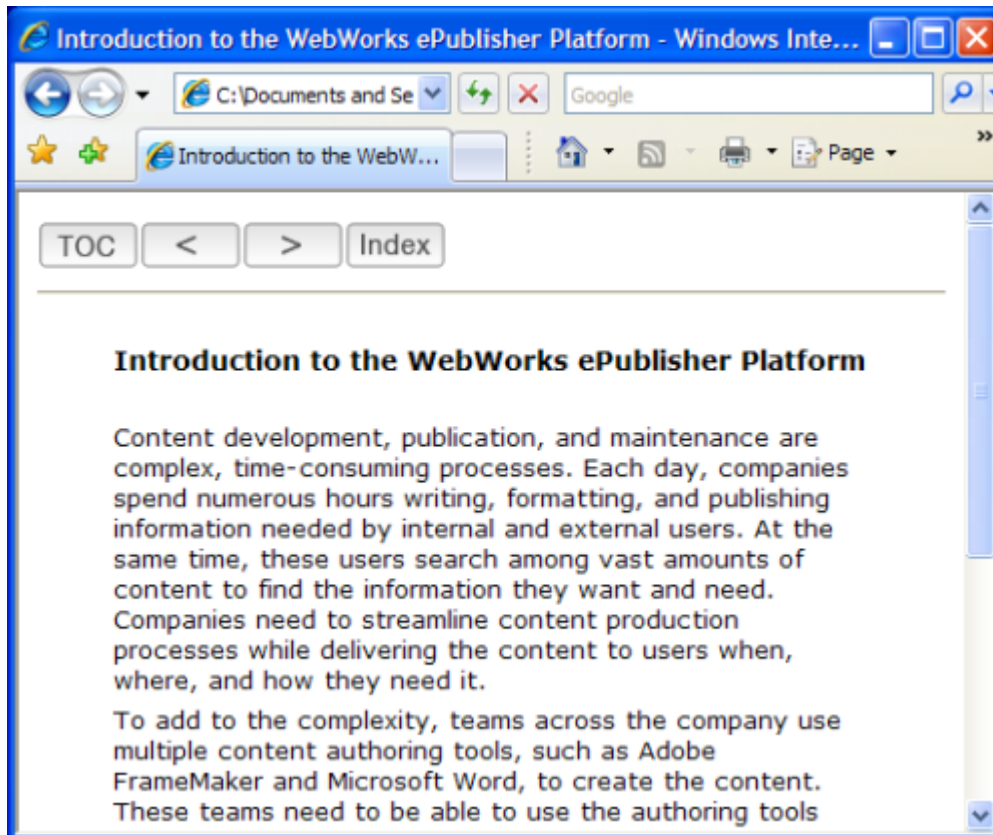 Introduction to the WebWorks ePublisher Platform - Windows Inte...
C:\Documents and Se
Google
Introduction to the WebW...
Page
TOC < > Index
Introduction to the WebWorks ePublisher Platform
Content development, publication, and maintenance are
complex, time-consuming processes. Each day, companies
spend numerous hours writing, formatting, and publishing
information needed by internal and external users. At the
same time, these users search among vast amounts of
content to find the information they want and need.
Companies need to streamline content production
processes while delivering the content to users when,
where, and how they need it.
To add to the complexity, teams across the company use
multiple content authoring tools, such as Adobe
FrameMaker and Microsoft Word, to create the content.
These teams need to be able to use the authoring tools